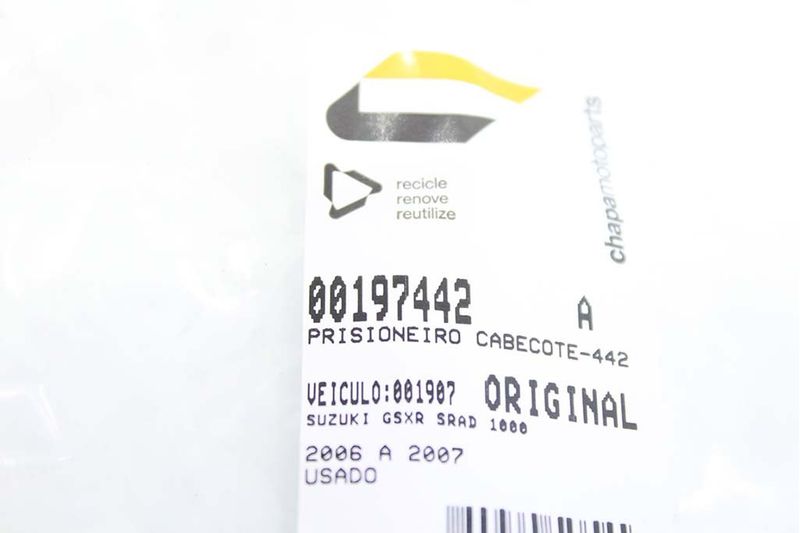 recicle
renove
reutilize
chapamotoparts
00197442 A
PRISIONEIRO CABECOTE-442
VEICULO:001907 ORIGINAL
SUZUKI GSXR SRAD 1000
2006 A 2007
USADO